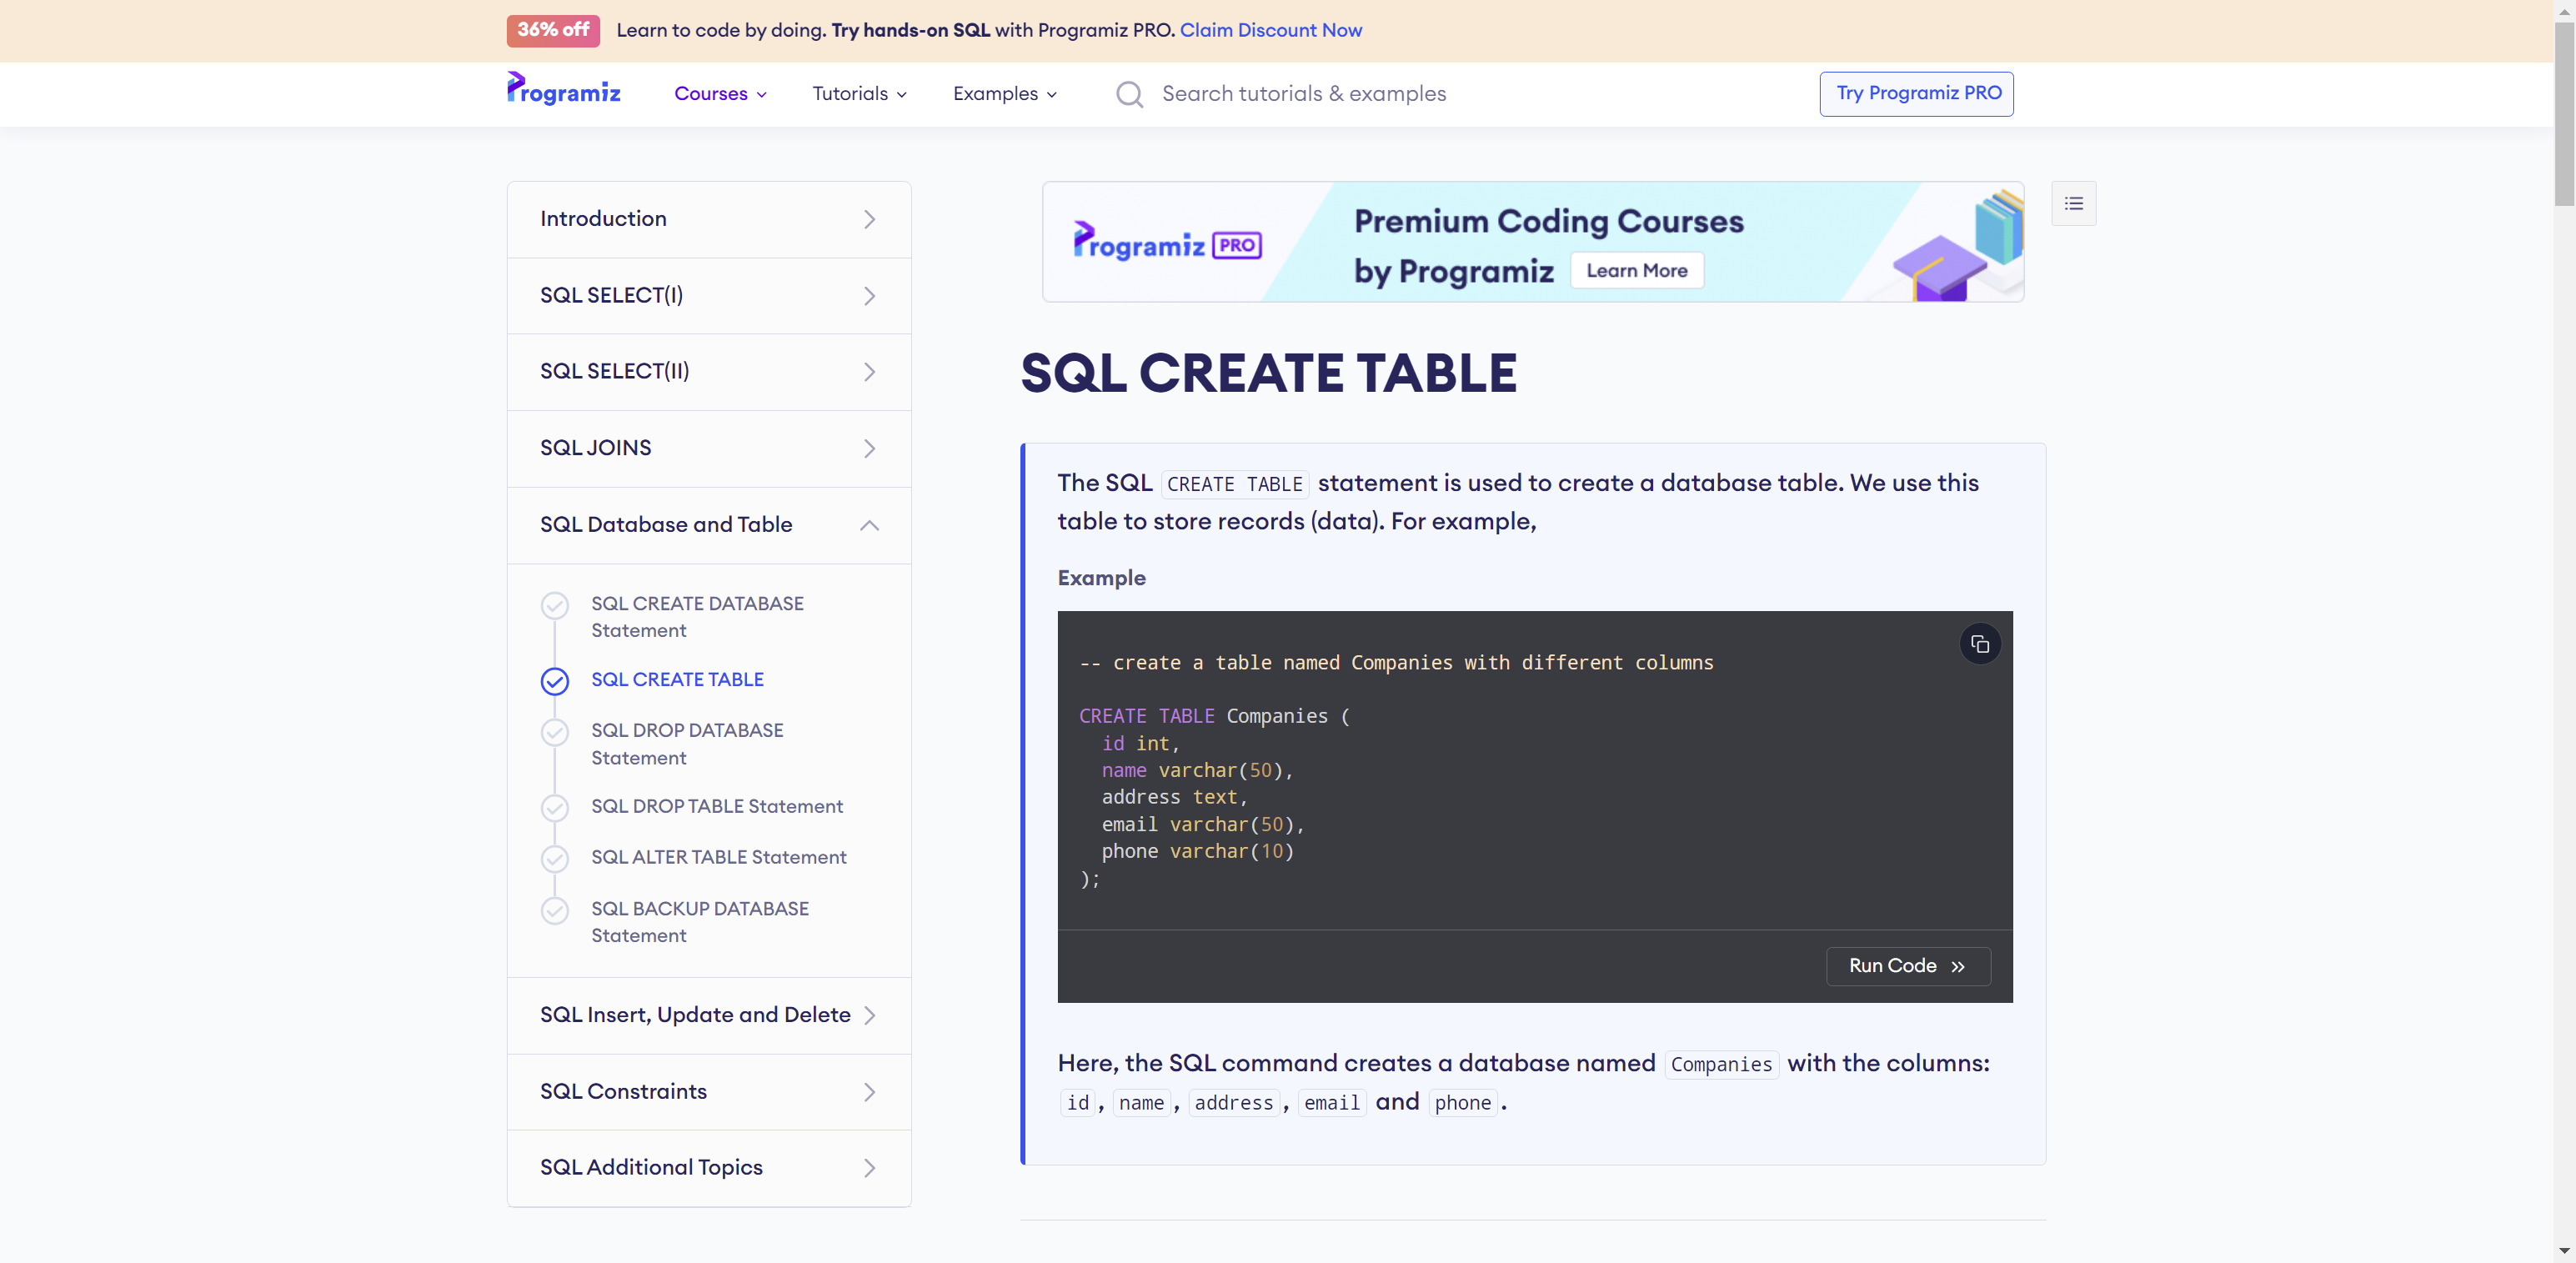 36% off Learn to code by doing. Try hands-on SQL with Programiz PRO. Claim Discount Now
Programiz Courses Tutorials Examples Search tutorials & examples Try Programiz PRO
Introduction
SQL SELECT(I)
SQL SELECT(II)
SQL JOINS
SQL Database and Table
SQL CREATE DATABASE
Statement
SQL CREATE TABLE
SQL DROP DATABASE
Statement
SQL DROP TABLE Statement
SQL ALTER TABLE Statement
SQL BACKUP DATABASE
Statement
SQL Insert, Update and Delete
SQL Constraints
SQL Additional Topics
Programiz PRO
Premium Coding Courses
by Programiz Learn More
SQL CREATE TABLE
The SQL CREATE TABLE statement is used to create a database table. We use this
table to store records (data). For example,
Example
-- create a table named Companies with different columns
CREATE TABLE Companies (
id int,
name varchar(50),
address text,
email varchar(50),
phone varchar(10)
);
Run Code »
Here, the SQL command creates a database named Companies with the columns:
id, name, address, email and phone.